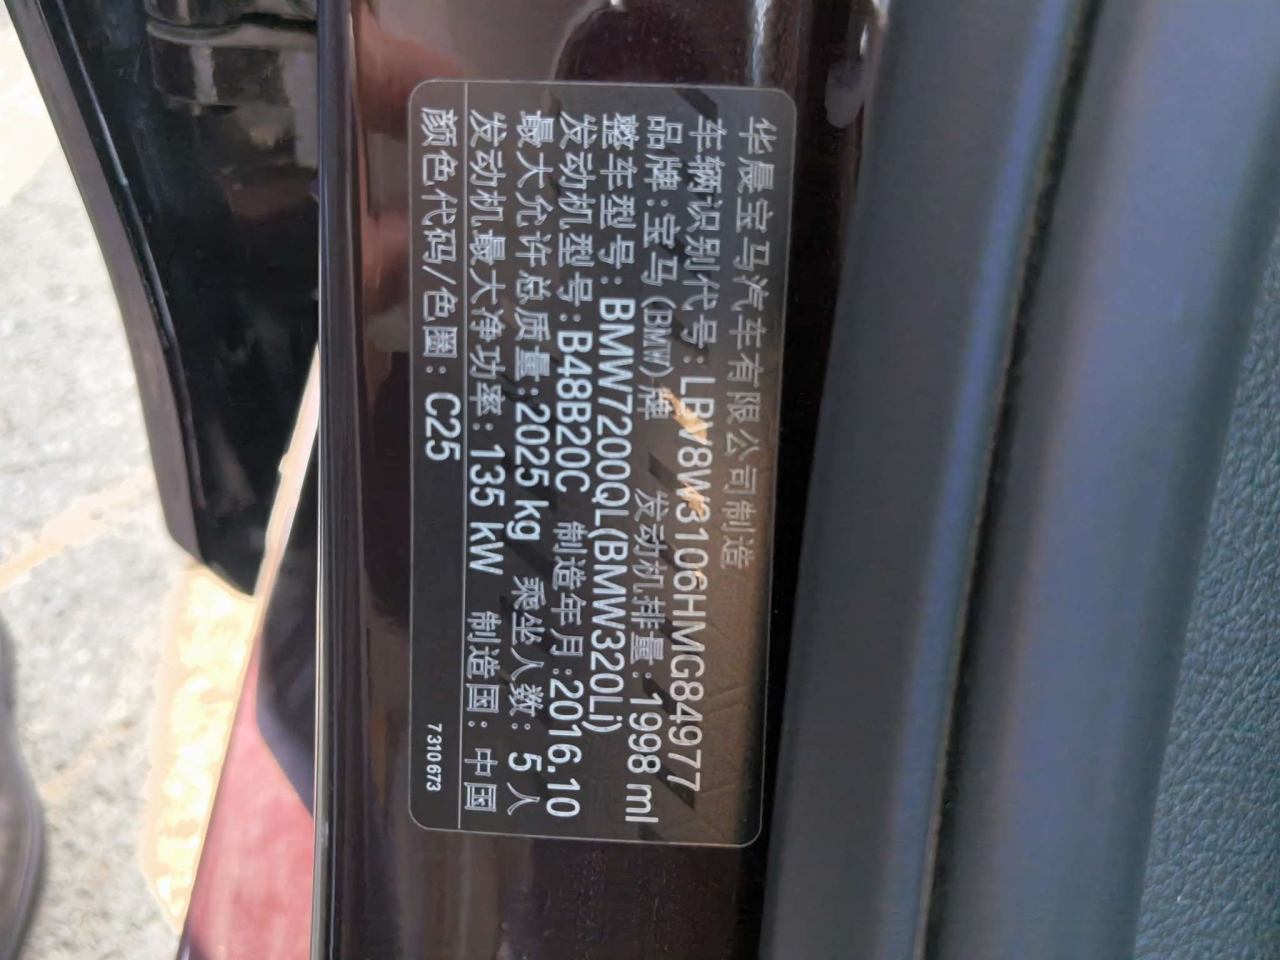 华晨宝马汽车有限公司制造
车辆识别代号: LBV8W3106HMG84977
品牌: 宝马(BMW)牌 发动机排量: 1998 ml
整车型号: BMW7200QL(BMW320Li)
发动机型号: B48B20C 制造年月: 2016.10
最大允许总质量: 2025 kg 乘坐人数: 5人
发动机最大净功率: 135 kW 制造国: 中国
颜色代码/色圈: C25 7310673